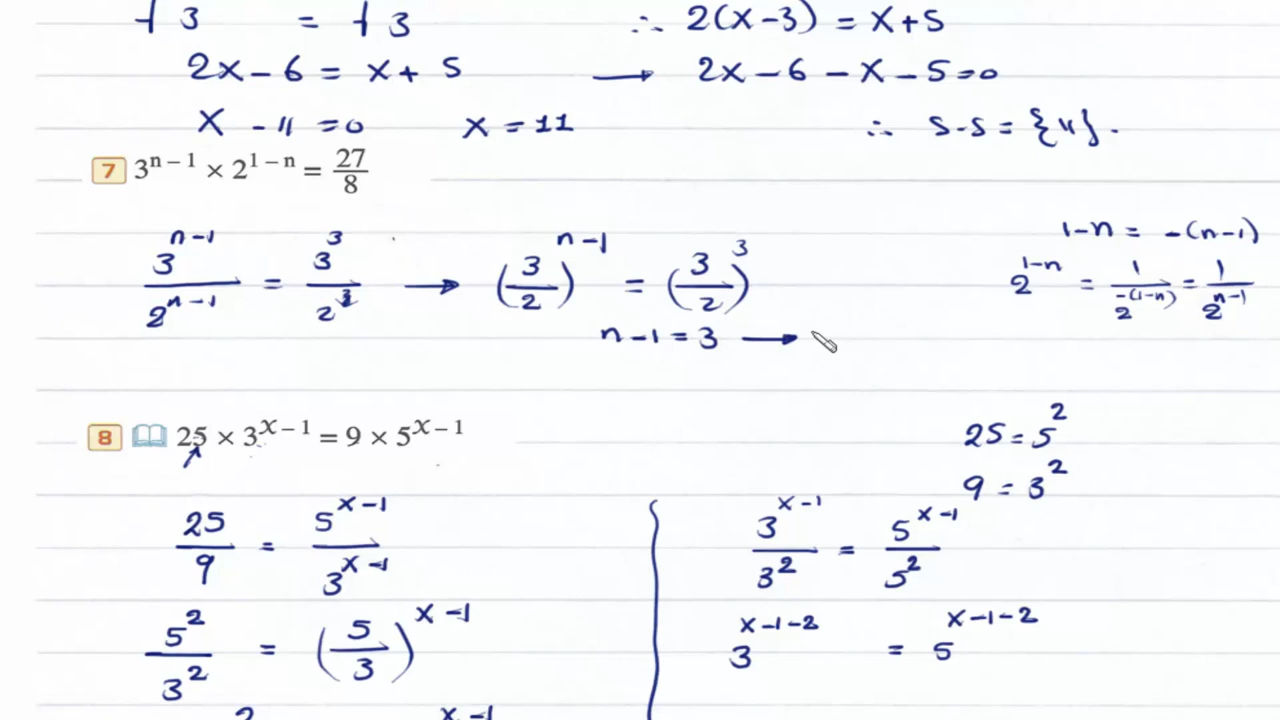 + 3 = + 3 ∴ 2(x-3) = x+5
2x - 6 = x + 5 ⟶ 2x - 6 - x - 5 = 0
x - 11 = 0 x = 11 ∴ S.S = {11}.
7 3^{n-1} × 2^{1-n} = 27/8
1-n = -(n-1)
3^{n-1}/2^{n-1} = 3^3/2^3 ⟶ (3/2)^{n-1} = (3/2)^3
2^{1-n} = 1/2^{-(1-n)} = 1/2^{n-1}
n-1 = 3 ⟶
8 25 × 3^{x-1} = 9 × 5^{x-1}
25 = 5^2
9 = 3^2
25/9 = 5^{x-1}/3^{x-1}
5^2/3^2 = (5/3)^{x-1}
2 x-1
3^{x-1}/3^2 = 5^{x-1}/5^2
3^{x-1-2} = 5^{x-1-2}